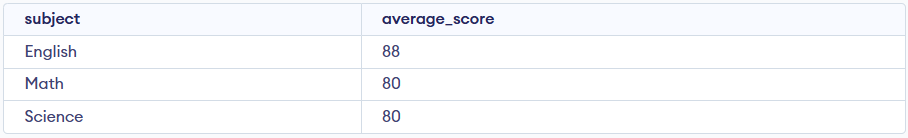 subject average_score
English 88
Math 80
Science 80